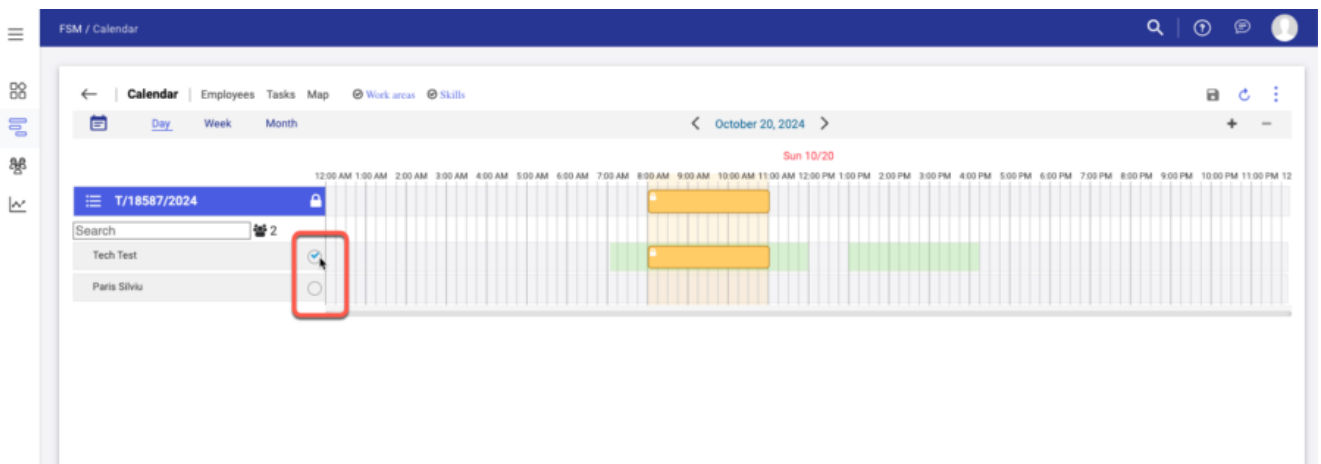 FSM / Calendar
Calendar Employees Tasks Map Work areas Skills
Day Week Month October 20, 2024
Sun 10/20
12:00 AM 1:00 AM 2:00 AM 3:00 AM 4:00 AM 5:00 AM 6:00 AM 7:00 AM 8:00 AM 9:00 AM 10:00 AM 11:00 AM 12:00 PM 1:00 PM 2:00 PM 3:00 PM 4:00 PM 5:00 PM 6:00 PM 7:00 PM 8:00 PM 9:00 PM 10:00 PM 11:00 PM 12
T/18587/2024
Search 2
Tech Test
Paris Silviu